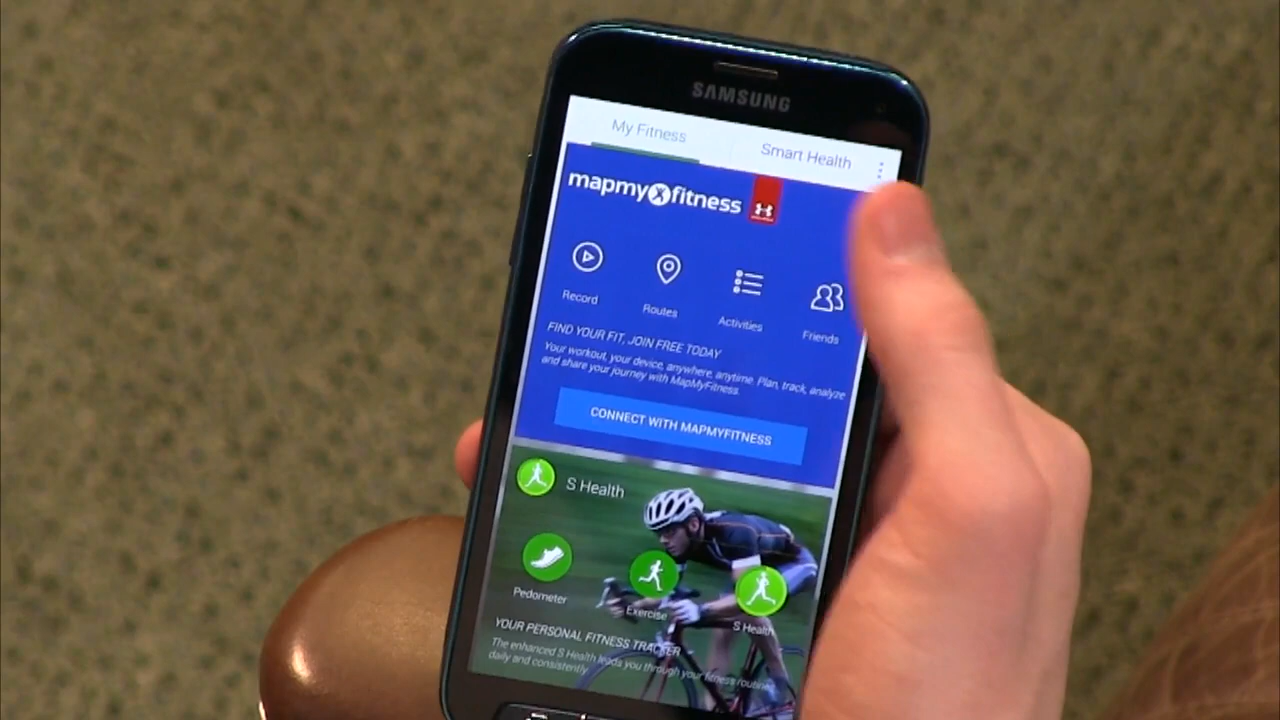 SAMSUNG
My Fitness
Smart Health
mapmyfitness
Record
Routes
Activities
Friends
FIND YOUR FIT, JOIN FREE TODAY
Your workout, your device, anywhere, anytime. Plan, track, analyze
and share your journey with MapMyFitness.
CONNECT WITH MAPMYFITNESS
S Health
Pedometer
Exercise
S Health
YOUR PERSONAL FITNESS TRACKER
The enhanced S Health leads you through your fitness routine
daily and consistently.